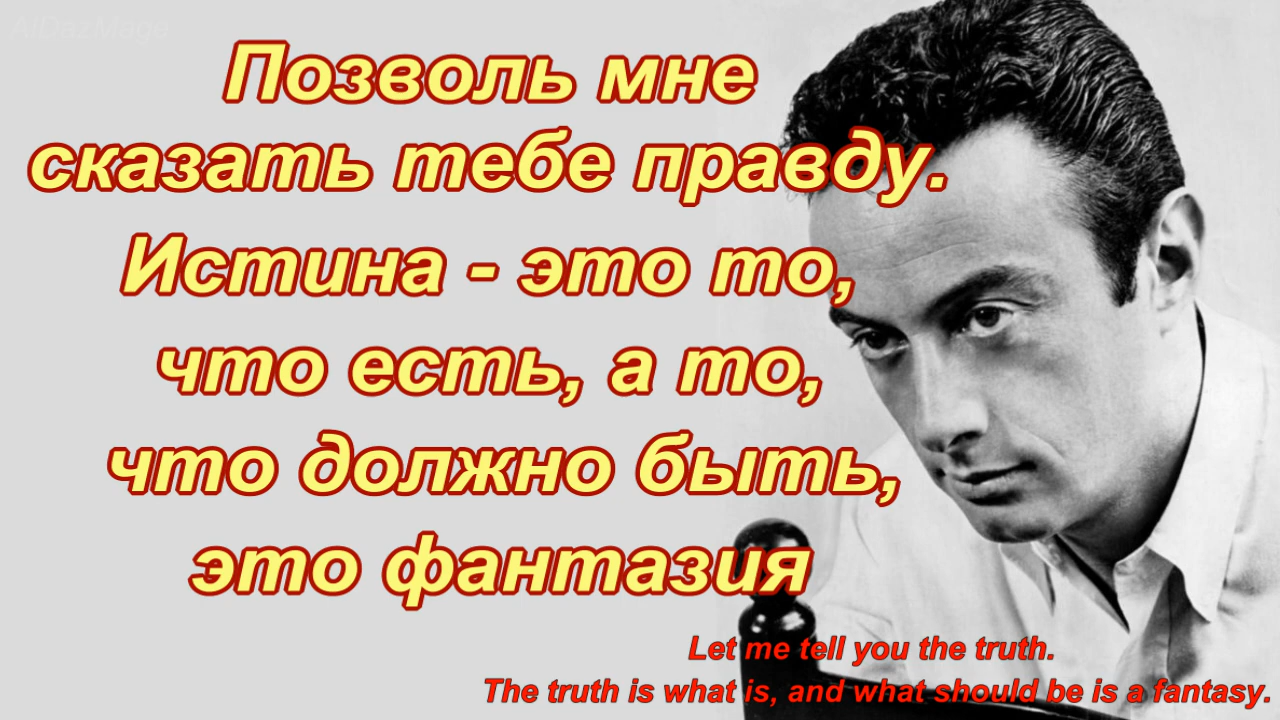 AlDazMage
Позволь мне
сказать тебе правду.
Истина - это то,
что есть, а то,
что должно быть,
это фантазия
Let me tell you the truth.
The truth is what is, and what should be is a fantasy.